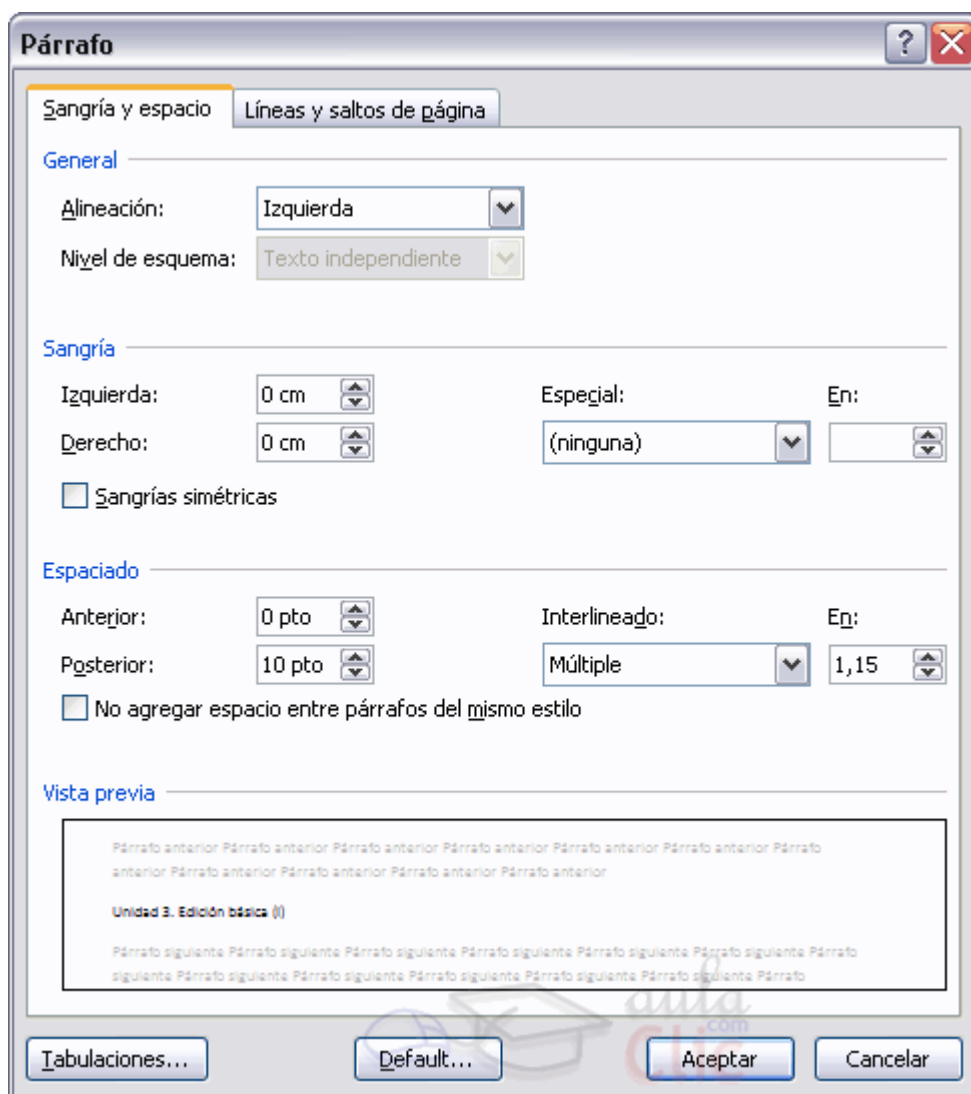 Párrafo
Sangría y espacio Líneas y saltos de página
General
Alineación: Izquierda
Nivel de esquema: Texto independiente
Sangría
Izquierda: 0 cm Especial: En:
Derecho: 0 cm (ninguna)
Sangrías simétricas
Espaciado
Anterior: 0 pto Interlineado: En:
Posterior: 10 pto Múltiple 1,15
No agregar espacio entre párrafos del mismo estilo
Vista previa
Párrafo anterior Párrafo anterior Párrafo anterior Párrafo anterior Párrafo anterior Párrafo anterior Párrafo
anterior Párrafo anterior Párrafo anterior Párrafo anterior Párrafo anterior
Unidad 3. Edición básica (I)
Párrafo siguiente Párrafo siguiente Párrafo siguiente Párrafo siguiente Párrafo siguiente Párrafo siguiente Párrafo
siguiente Párrafo siguiente Párrafo siguiente Párrafo siguiente Párrafo siguiente Párrafo siguiente Párrafo
aula
.com
Clic
Tabulaciones... Default... Aceptar Cancelar